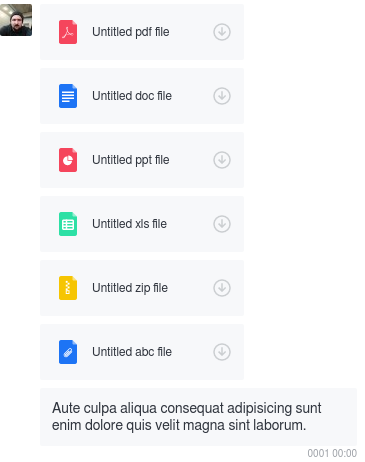 Untitled pdf file
Untitled doc file
Untitled ppt file
Untitled xls file
Untitled zip file
Untitled abc file
Aute culpa aliqua consequat adipisicing sunt
enim dolore quis velit magna sint laborum.
0001 00:00